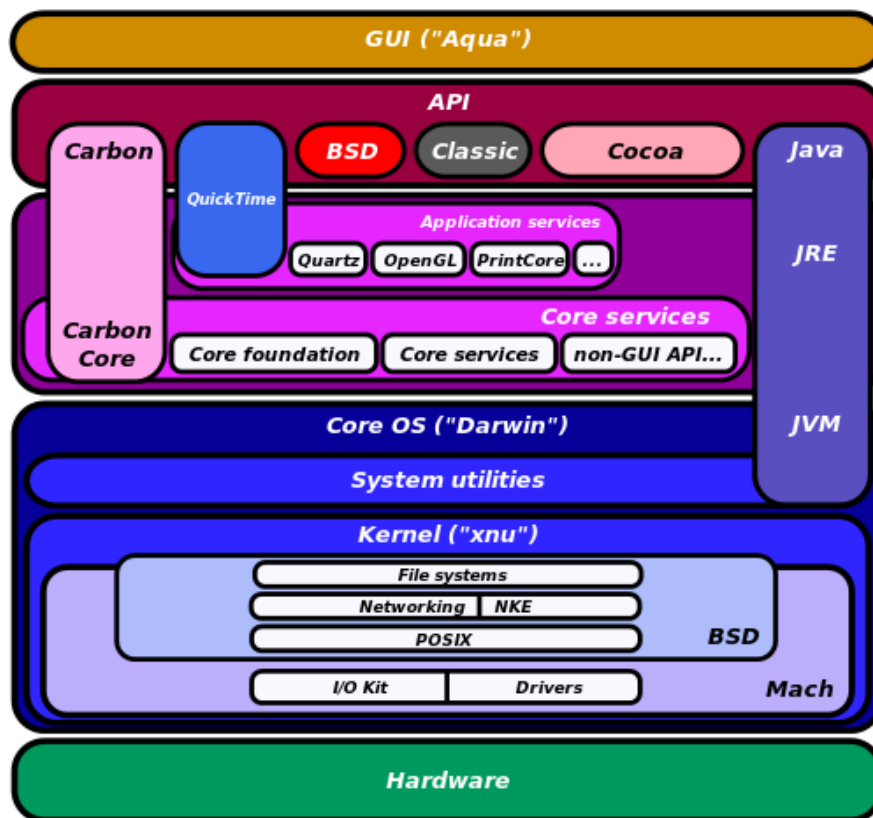 GUI ("Aqua")
API
Carbon
QuickTime
BSD
Classic
Cocoa
Java
Application services
Quartz
OpenGL
PrintCore
...
JRE
Carbon
Core
Core services
Core foundation
Core services
non-GUI API...
Core OS ("Darwin")
JVM
System utilities
Kernel ("xnu")
File systems
Networking
NKE
POSIX
BSD
I/O Kit
Drivers
Mach
Hardware